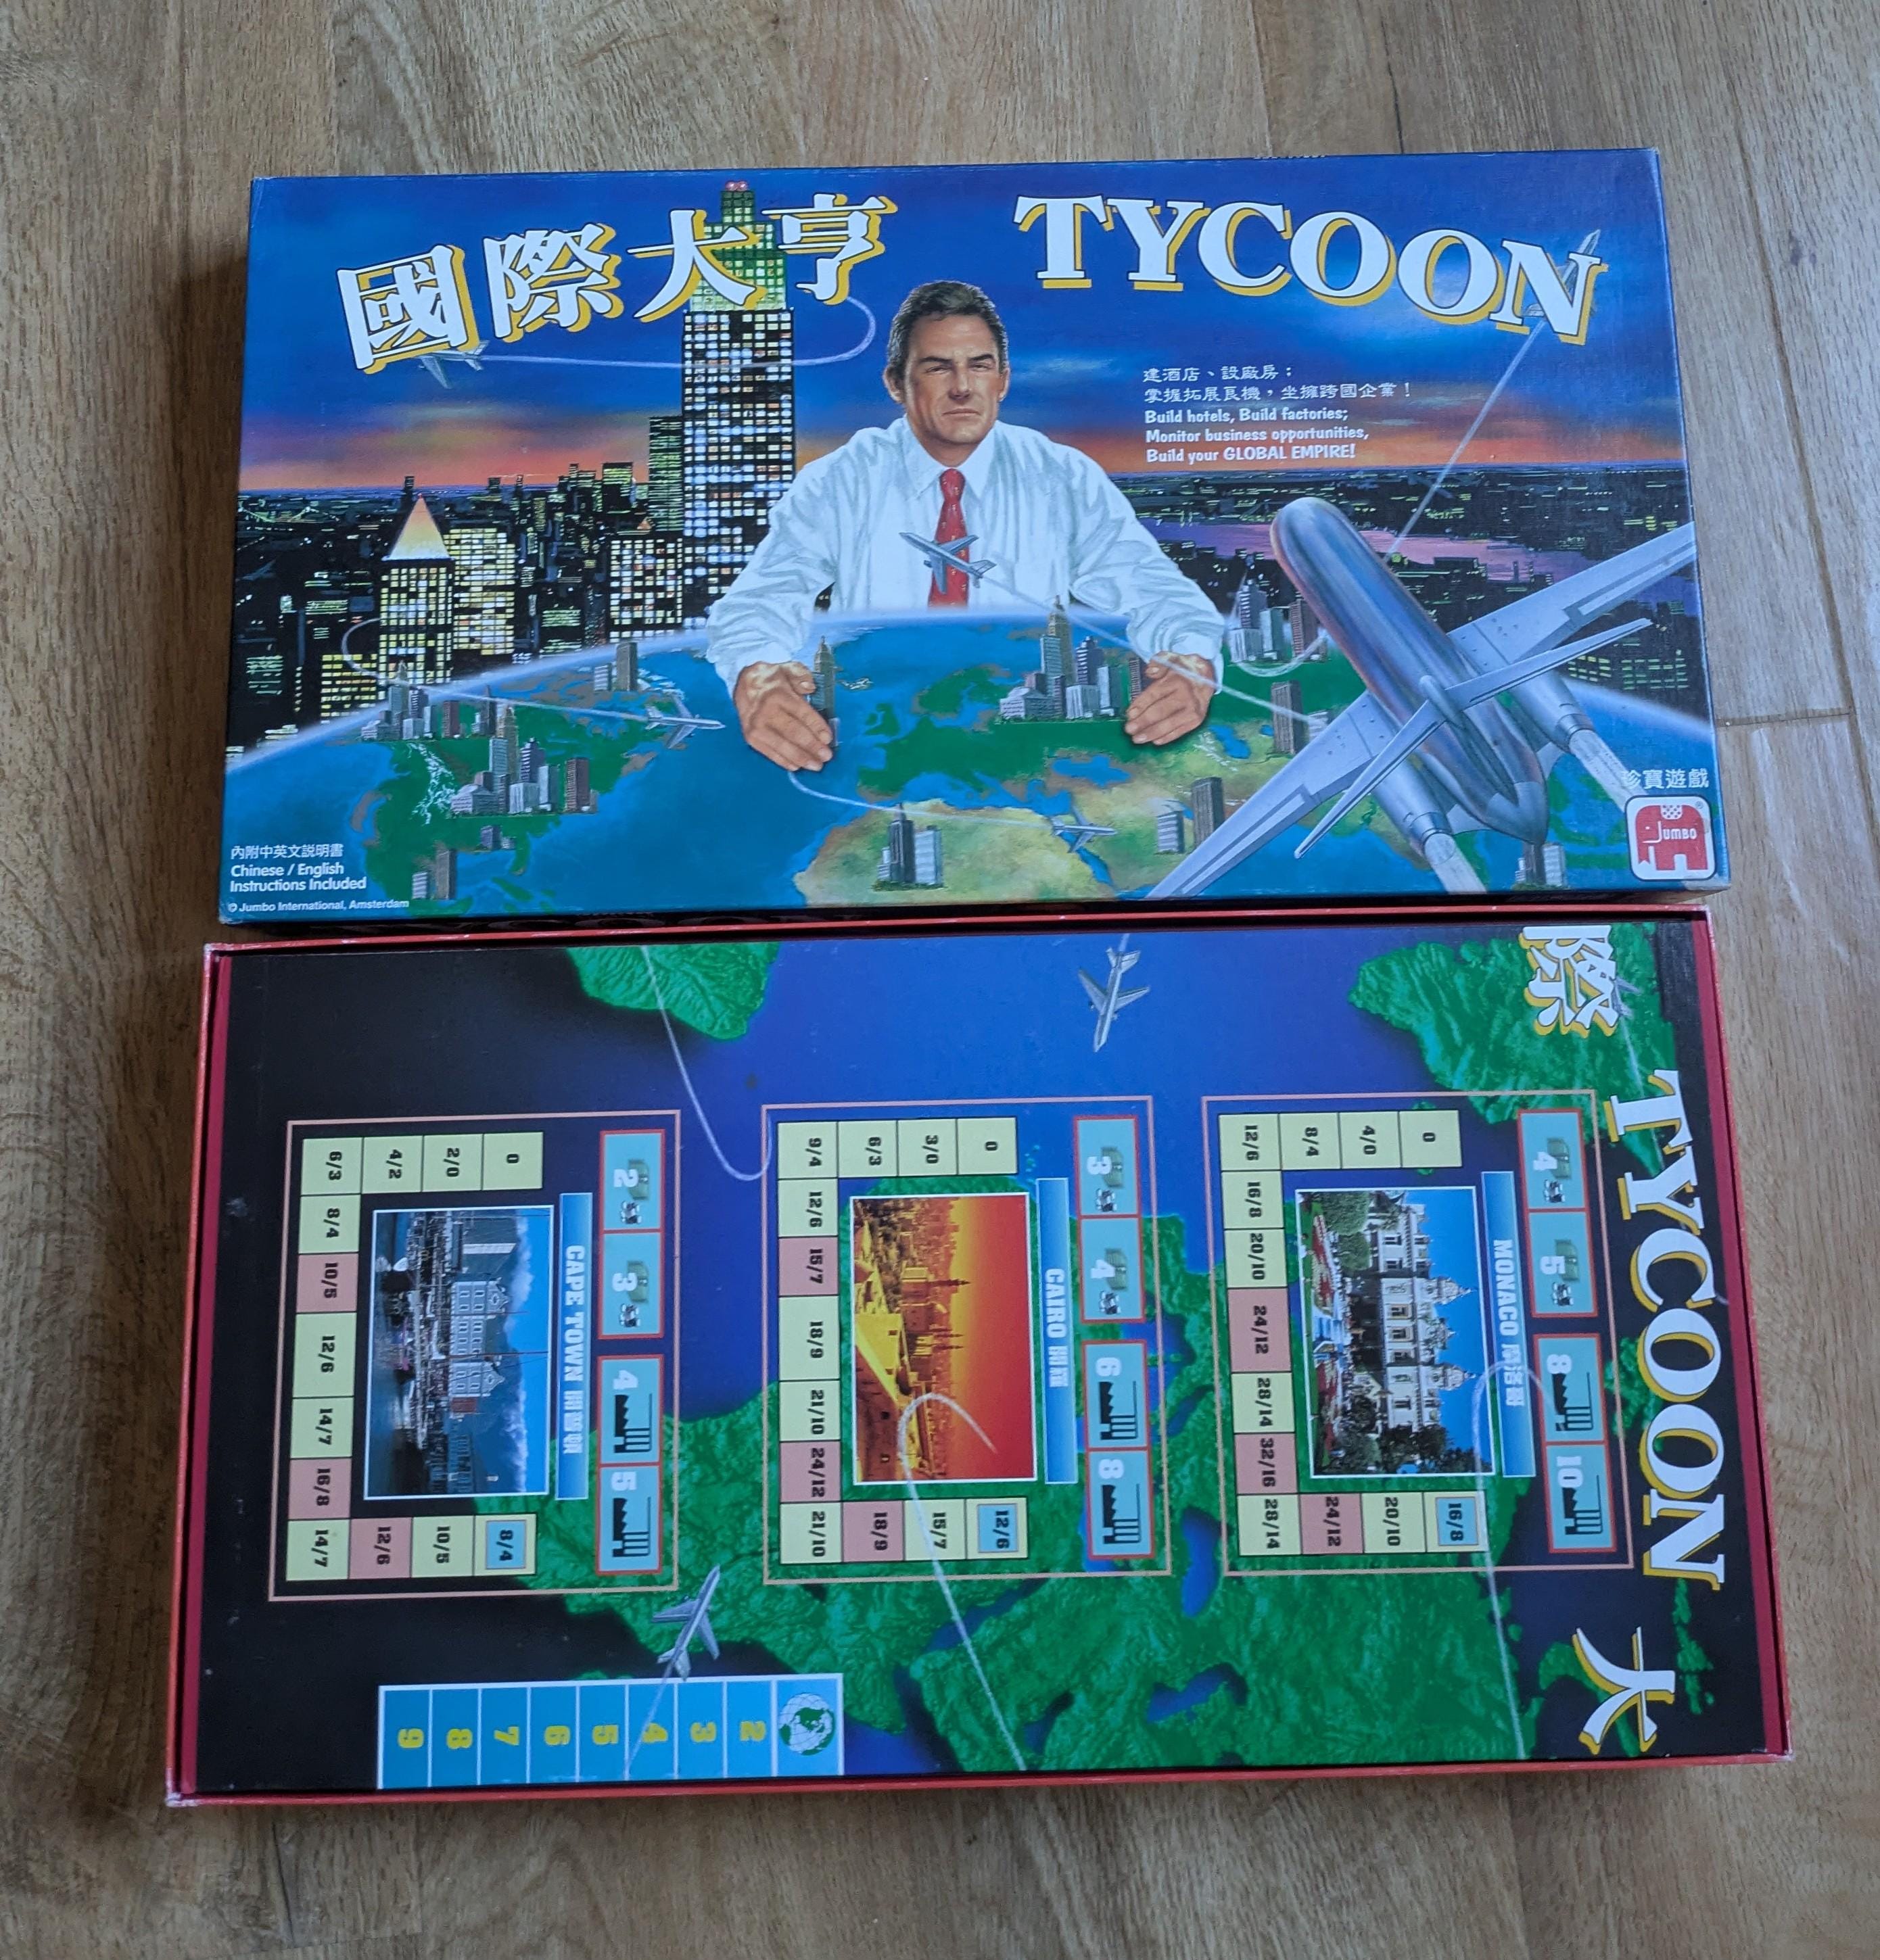 國際大亨 TYCOON
建酒店、設廠房；
掌握拓展良機，坐擁跨國企業！
Build hotels, Build factories;
Monitor business opportunities,
Build your GLOBAL EMPIRE!
珍寶遊戲
JUMBO
內附中英文説明書
Chinese / English
Instructions Included
© Jumbo International, Amsterdam
際 TYCOON 大
4 5 8 10
MONACO
0 4/0 8/4 12/6 16/8 20/10 24/12 28/14 32/16 28/14 24/12 20/10 16/8
3 4 6 8
CAIRO 開羅
0 3/0 6/3 9/4 12/6 15/7 18/9 21/10 24/12 21/10 18/9 15/7 12/6
2 3 4 5
CAPE TOWN 開普頓
0 2/0 4/2 6/3 8/4 10/5 12/6 14/7 16/8 14/7 12/6 10/5 8/4
2 3 4 5 6 7 8 9